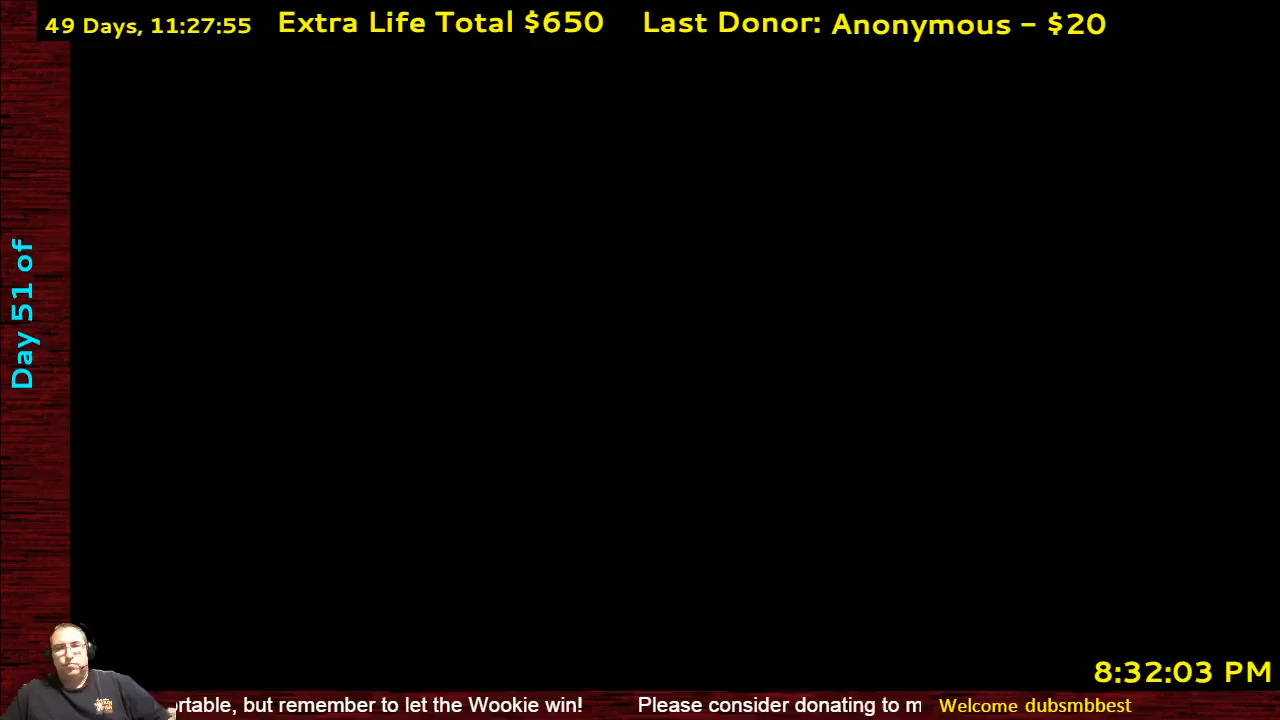 49 Days, 11:27:55
Extra Life Total $650
Last Donor: Anonymous - $20
Day 51 of
8:32:03 PM
rtable, but remember to let the Wookie win!
Please consider donating to m
Welcome dubsmbbest